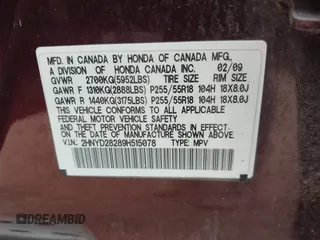 MFD. IN CANADA BY HONDA OF CANADA MFG.,
A DIVISION OF HONDA CANADA INC. 02/09
GVWR 2700KG(5952LBS) TIRE SIZE RIM SIZE
GAWR F 1310KG(2888LBS) P255/55R18 104H 18X8.0J
GAWR R 1440KG(3175LBS) P255/55R18 104H 18X8.0J
THIS VEHICLE CONFORMS TO ALL APPLICABLE
FEDERAL MOTOR VEHICLE SAFETY AND THEFT
PREVENTION STANDARDS IN EFFECT ON THE
DATE OF MANUFACTURE SHOWN ABOVE.
V.I.N: 2HNYD28289H515078 TYPE: MPV
DREAMBID